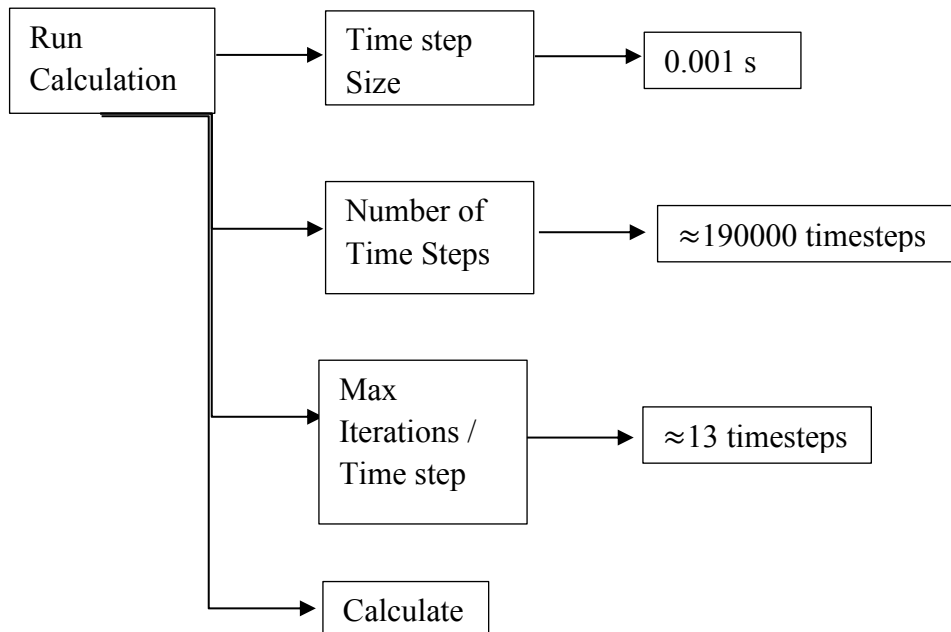 Run
Calculation
Time step
Size
0.001 s
Number of
Time Steps
≈190000 timesteps
Max
Iterations /
Time step
≈13 timesteps
Calculate